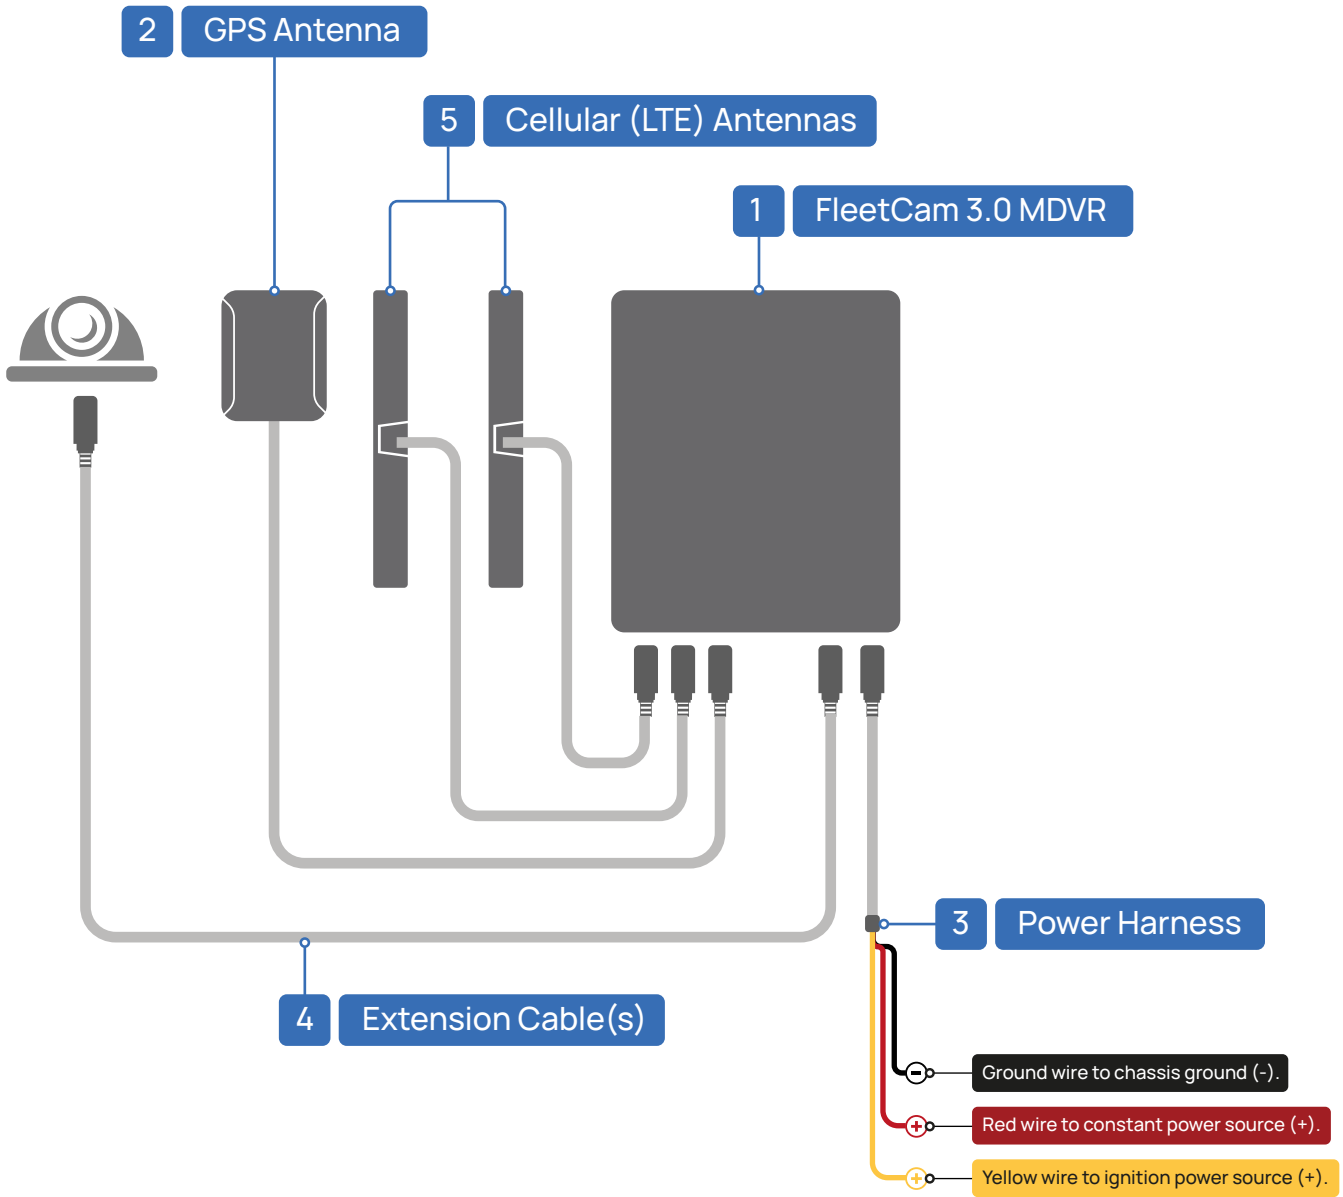 2 GPS Antenna
5 Cellular (LTE) Antennas
1 FleetCam 3.0 MDVR
3 Power Harness
4 Extension Cable(s)
Ground wire to chassis ground (-).
Red wire to constant power source (+).
Yellow wire to ignition power source (+).